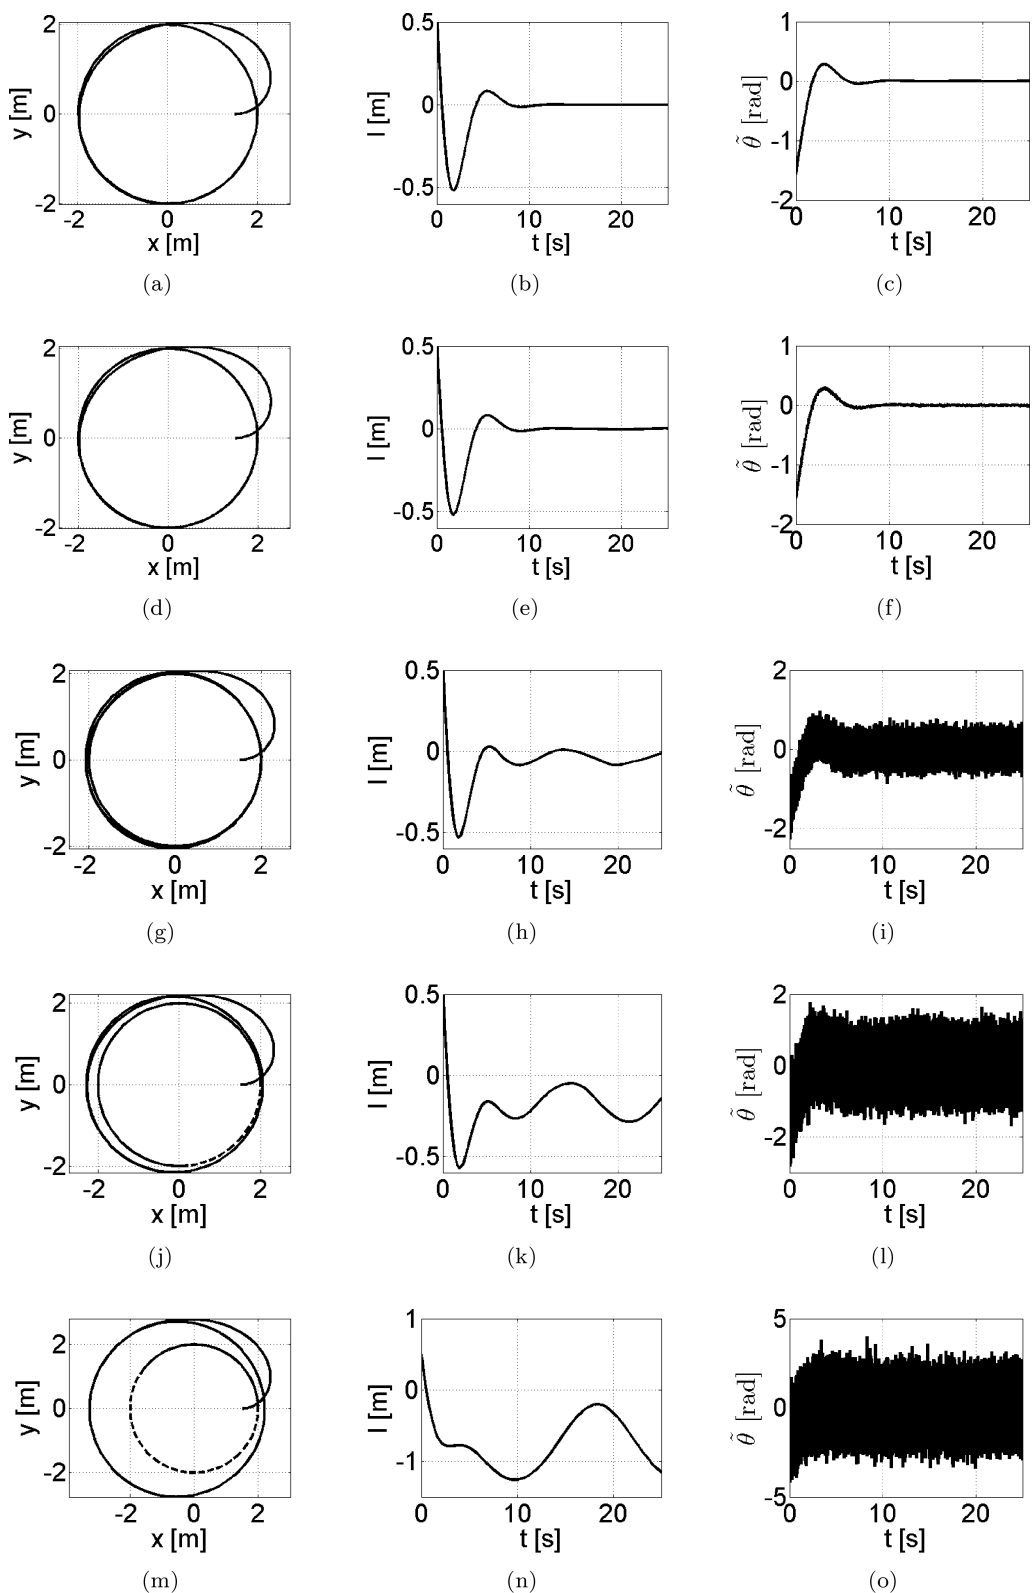 2
0
-2
-2
0
2
y [m]
x [m]
(a)
0.5
0
-0.5
0
10
20
l [m]
t [s]
(b)
1
0
-1
-2
0
10
20
θ̃ [rad]
t [s]
(c)
2
0
-2
-2
0
2
y [m]
x [m]
(d)
0.5
0
-0.5
0
10
20
l [m]
t [s]
(e)
1
0
-1
-2
0
10
20
θ̃ [rad]
t [s]
(f)
2
0
-2
-2
0
2
y [m]
x [m]
(g)
0.5
0
-0.5
0
10
20
l [m]
t [s]
(h)
2
0
-2
0
10
20
θ̃ [rad]
t [s]
(i)
2
0
-2
-2
0
2
y [m]
x [m]
(j)
0.5
0
-0.5
0
10
20
l [m]
t [s]
(k)
2
0
-2
0
10
20
θ̃ [rad]
t [s]
(l)
2
0
-2
-2
0
2
y [m]
x [m]
(m)
1
0
-1
0
10
20
l [m]
t [s]
(n)
5
0
-5
0
10
20
θ̃ [rad]
t [s]
(o)